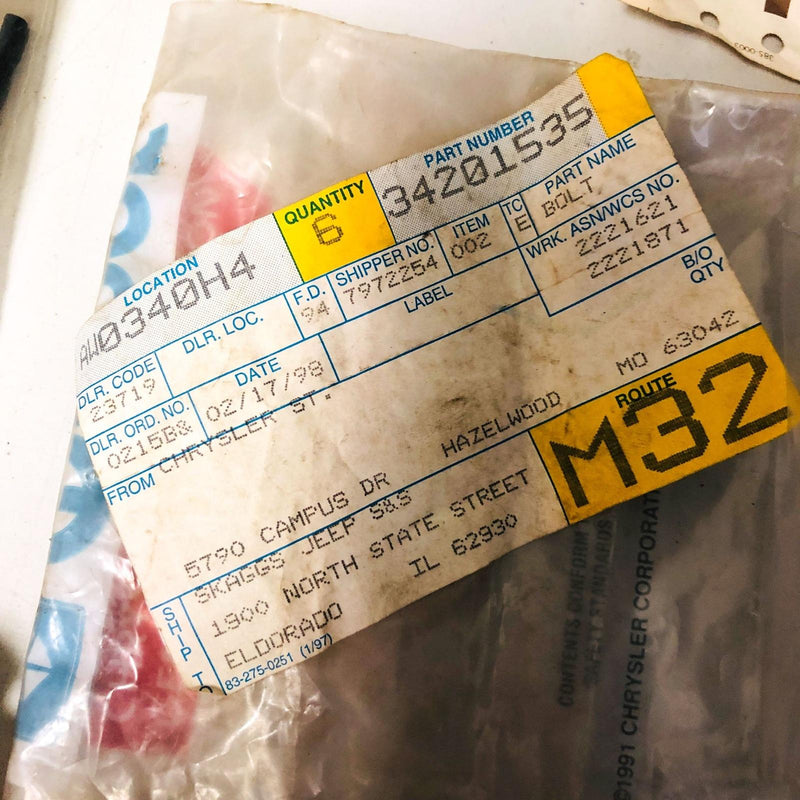 LOCATION
AW0340H4
QUANTITY
6
PART NUMBER
34201535
DLR. CODE
23719
DLR. LOC.
F.D.
94
SHIPPER NO.
7972254
ITEM
002
TC
E
PART NAME
BOLT
DLR. ORD. NO.
0215B&
DATE
02/17/98
LABEL
WRK. ASN/WCS NO.
2221621
2221871
B/O
QTY
FROM CHRYSLER ST.
5790 CAMFUS DR HAZELWOOD MO 63042
ROUTE
M32
SHIP TO
SKAGGS JEEP S&S
1900 NORTH STATE STREET
ELDORADO IL 62930
83-275-0251 (1/97)
CONTENTS CONFORM
SAFETY STANDARDS
©1991 CHRYSLER CORPORATI